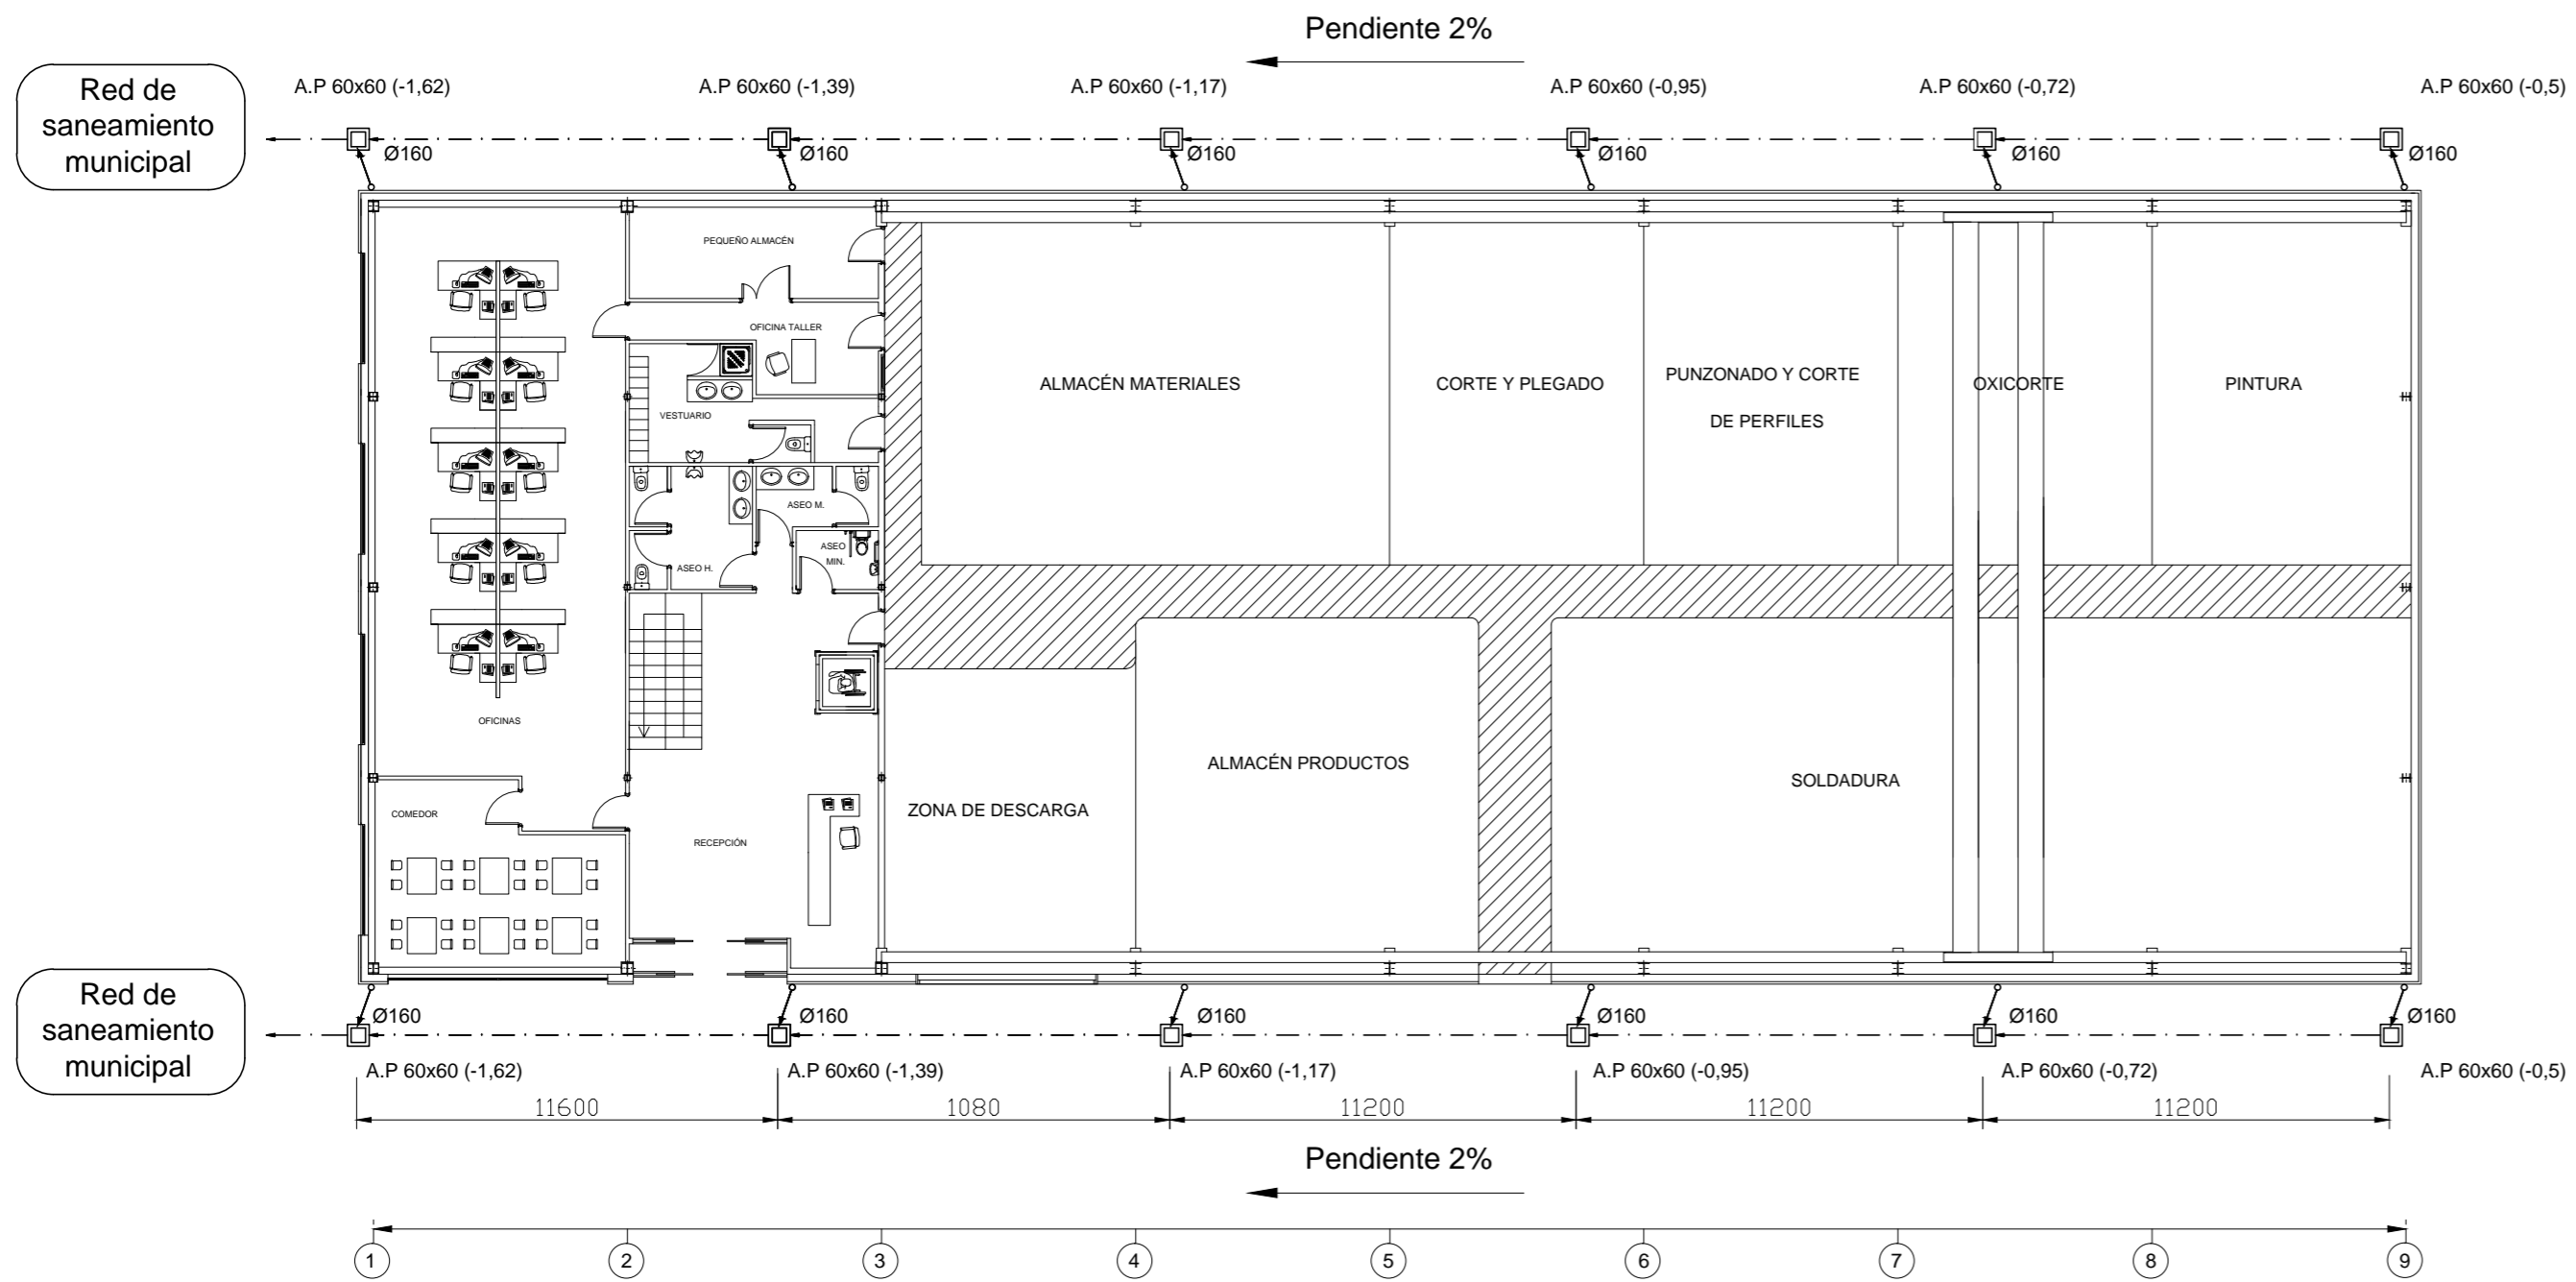 Pendiente 2%
Red de
saneamiento
municipal
A.P 60x60 (-1,62)
A.P 60x60 (-1,39)
A.P 60x60 (-1,17)
A.P 60x60 (-0,95)
A.P 60x60 (-0,72)
A.P 60x60 (-0,5)
Ø160
Ø160
Ø160
Ø160
Ø160
Ø160
PEQUEÑO ALMACÉN
OFICINA TALLER
VESTUARIO
ASEO M.
ASEO
MIN.
ASEO H.
OFICINAS
COMEDOR
RECEPCIÓN
ALMACÉN MATERIALES
CORTE Y PLEGADO
PUNZONADO Y CORTE
DE PERFILES
OXICORTE
PINTURA
ZONA DE DESCARGA
ALMACÉN PRODUCTOS
SOLDADURA
Red de
saneamiento
municipal
Ø160
Ø160
Ø160
Ø160
Ø160
Ø160
A.P 60x60 (-1,62)
A.P 60x60 (-1,39)
A.P 60x60 (-1,17)
A.P 60x60 (-0,95)
A.P 60x60 (-0,72)
A.P 60x60 (-0,5)
11600
1080
11200
11200
11200
Pendiente 2%
1
2
3
4
5
6
7
8
9